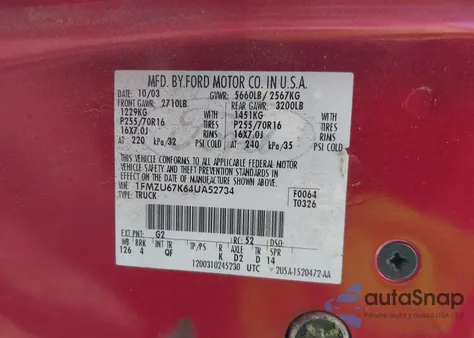 MFD. BY FORD MOTOR CO. IN U.S.A.
DATE: 10/03 GVWR: 5660LB/2567KG
FRONT GAWR: 2710LB REAR GAWR: 3200LB
1229KG 1451KG
P255/70R16 TIRES P255/70R16 TIRES
16X7.0J RIMS 16X7.0J RIMS
AT 220 kPa/32 PSI COLD AT 240 kPa/35 PSI COLD
THIS VEHICLE CONFORMS TO ALL APPLICABLE FEDERAL MOTOR
VEHICLE SAFETY AND THEFT PREVENTION STANDARDS IN EFFECT ON THE
DATE OF MANUFACTURE SHOWN ABOVE.
VIN: 1FMZU67K64UA52734 F0064
TYPE: TRUCK T0326
EXT PNT: G2 RC: 52 DSO:
WB BRK INT TR TP/PS R AXLE TR SPR
126 4 QF K D2 D 14
1200310245230 UTC 2U5A-1520472-AA
autoSnap